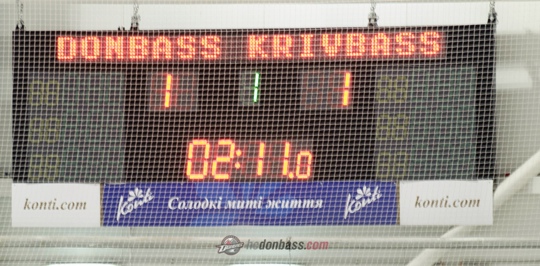 DONBASS KRIVBASS
1 1 1
02:11.0
konti.com Konti Солодкі миті життя Konti konti.com
hcdonbass.com